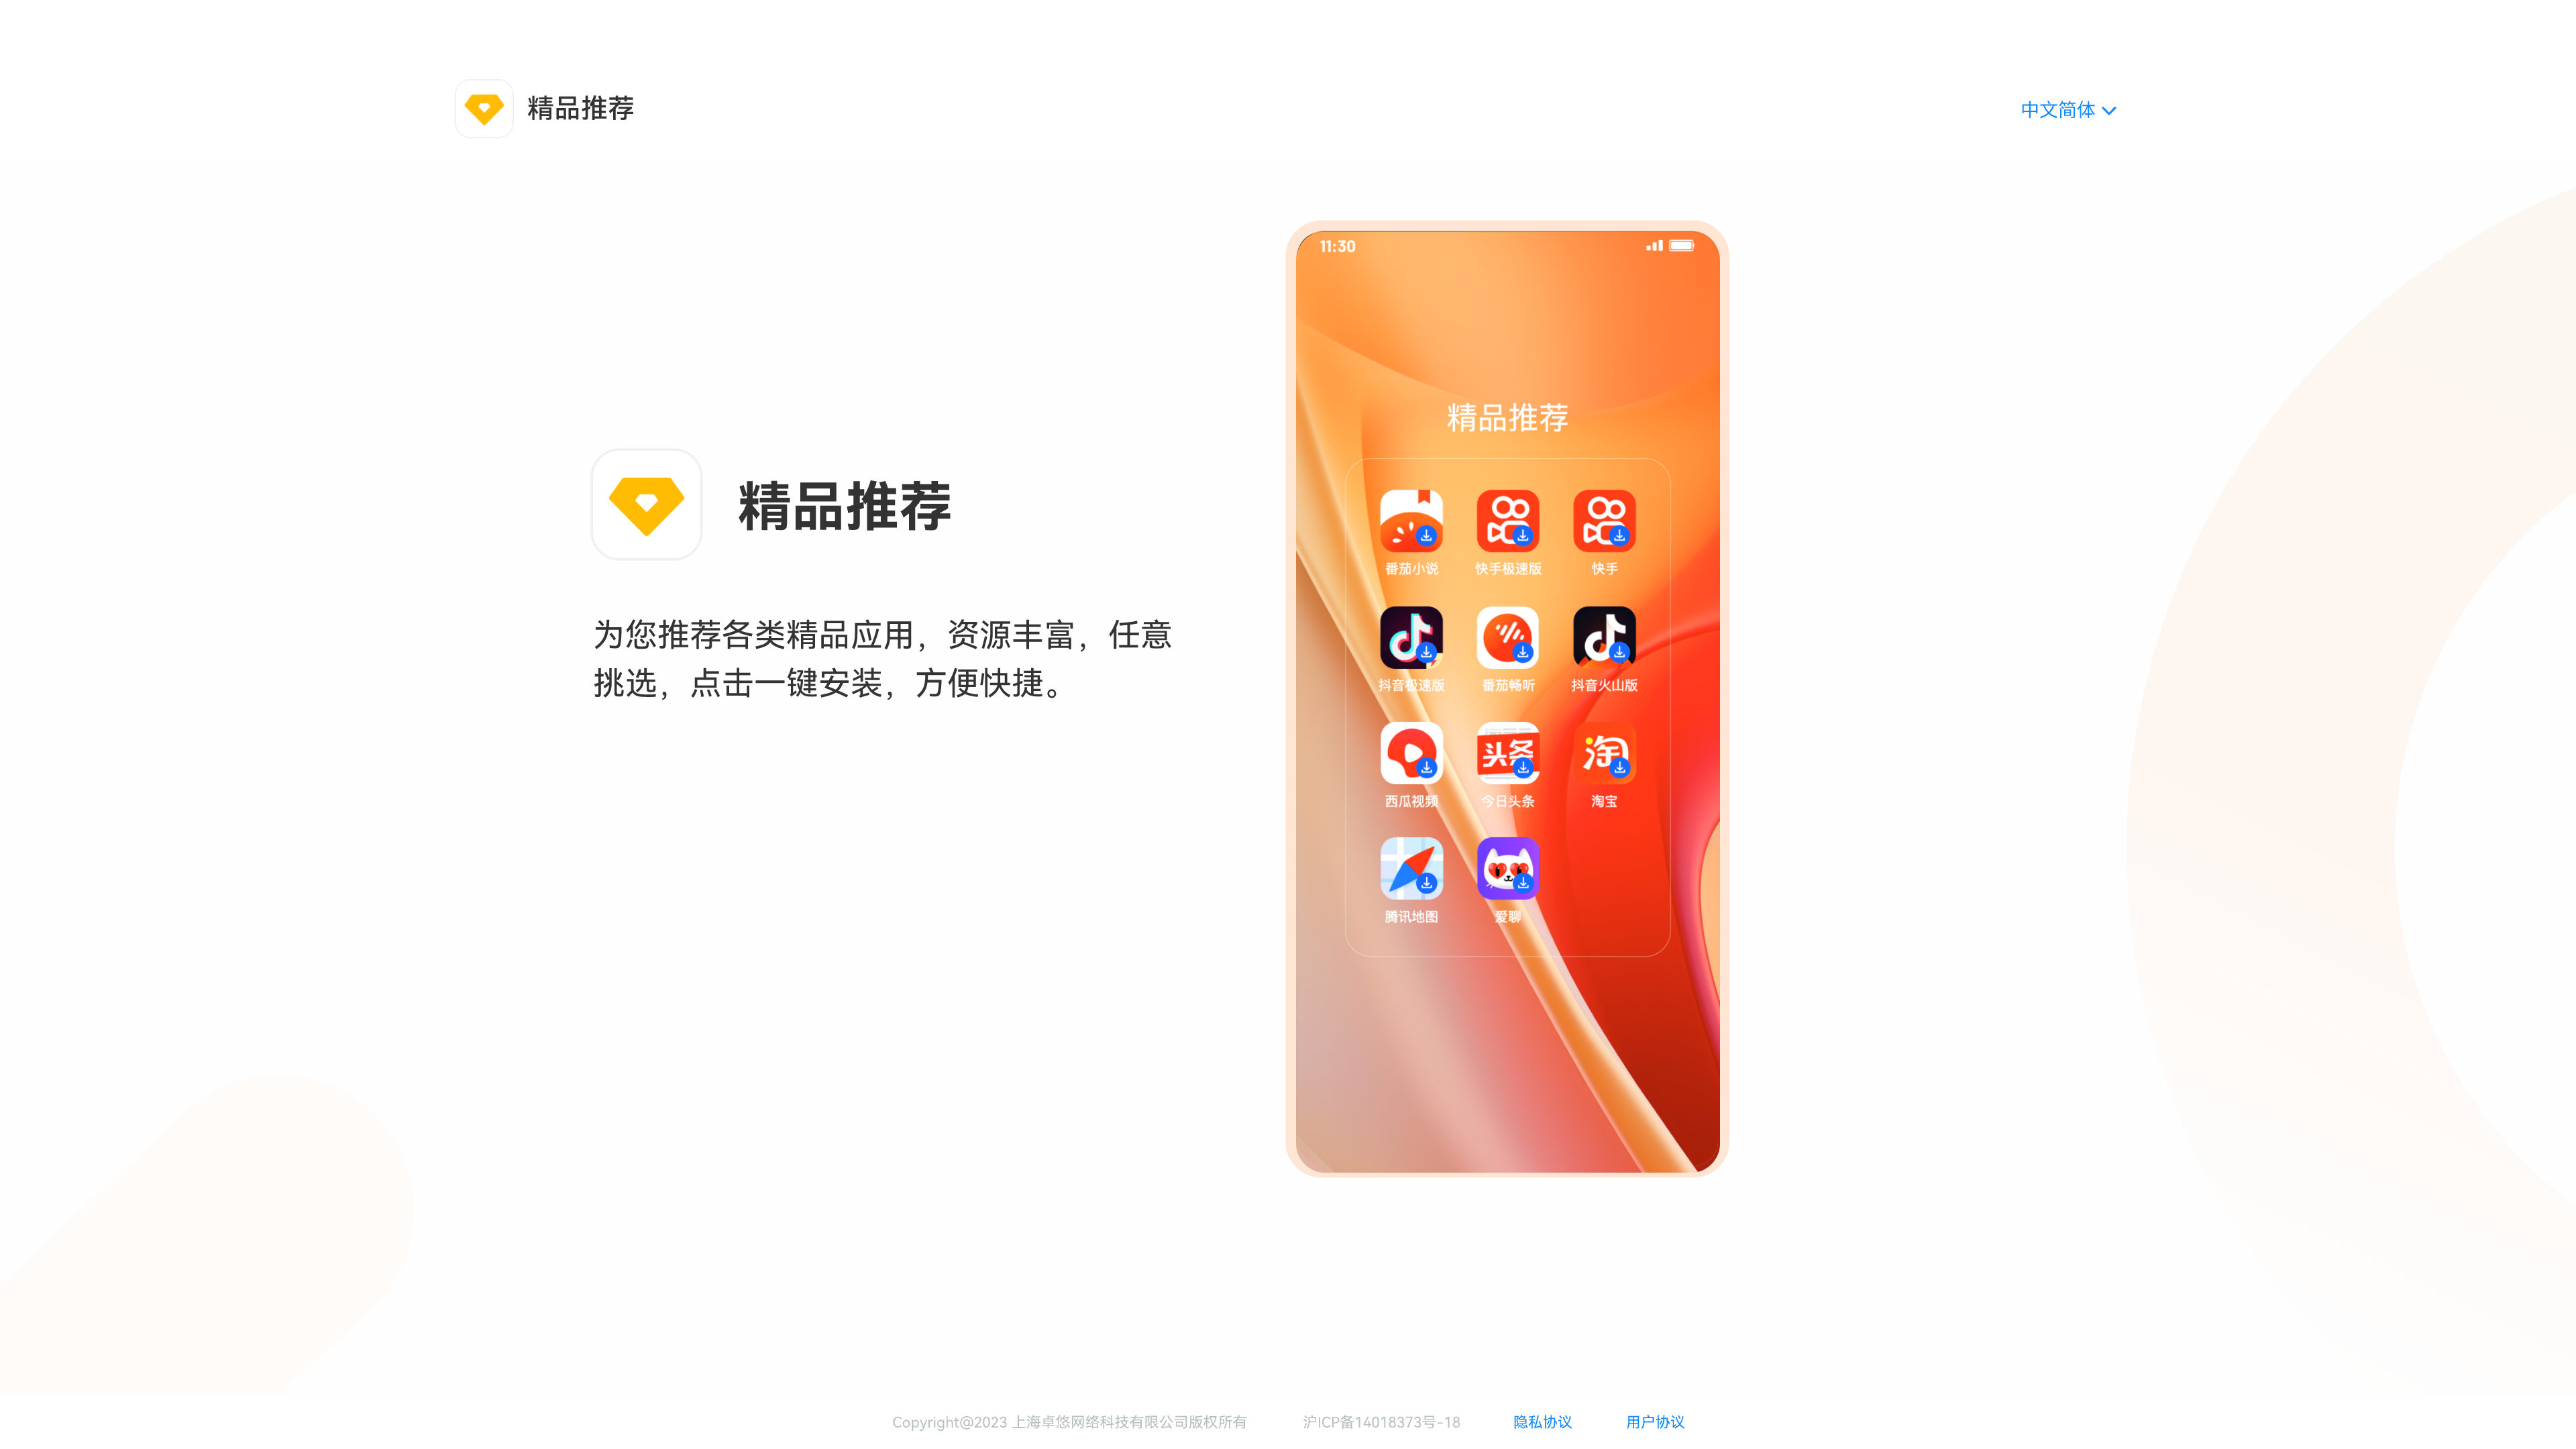 精品推荐
中文简体
11:30
精品推荐
精品推荐
为您推荐各类精品应用，资源丰富，任意
挑选，点击一键安装，方便快捷。
番茄小说 快手极速版 快手
抖音极速版 番茄畅听 抖音火山版
头条 淘
西瓜视频 今日头条 淘宝
腾讯地图 爱聊
Copyright@2023 上海卓悠网络科技有限公司版权所有 沪ICP备14018373号-18 隐私协议 用户协议